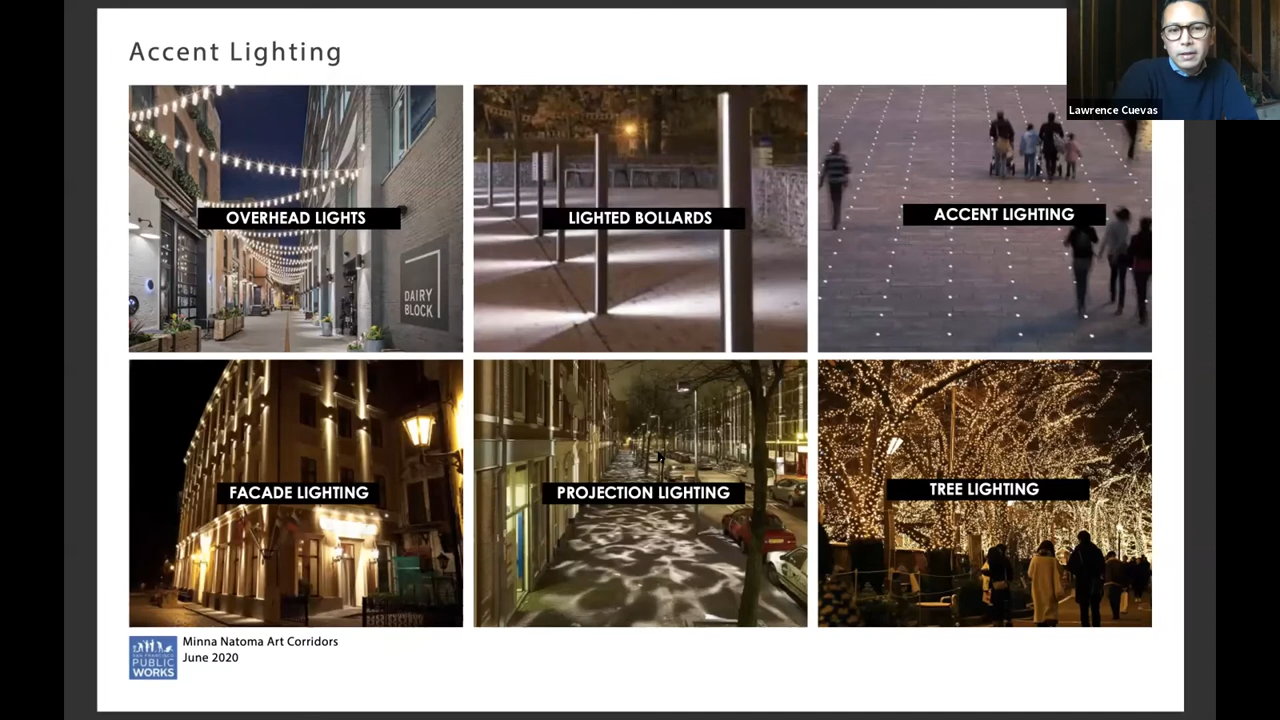 Accent Lighting
Lawrence Cuevas
OVERHEAD LIGHTS
LIGHTED BOLLARDS
ACCENT LIGHTING
DAIRY
BLOCK
FACADE LIGHTING
PROJECTION LIGHTING
TREE LIGHTING
SAN FRANCISCO
PUBLIC
WORKS
Minna Natoma Art Corridors
June 2020